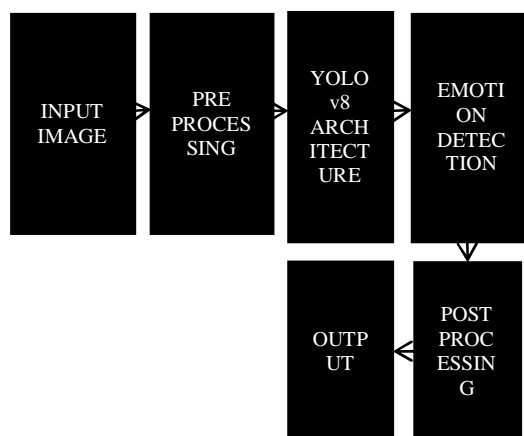 INPUT
IMAGE
PRE
PROCES
SING
YOLO
v8
ARCH
ITECT
URE
EMOTI
ON
DETEC
TION
POST
PROC
ESSIN
G
OUTP
UT